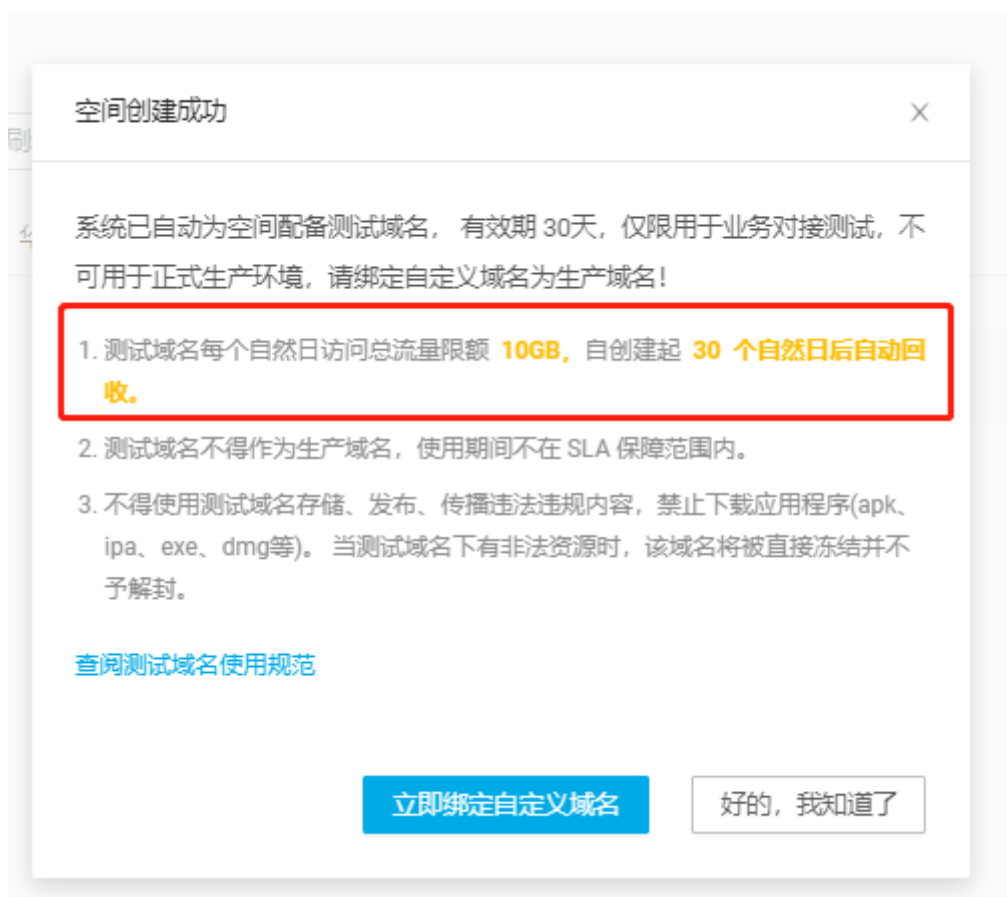 空间创建成功
刷
系统已自动为空间配备测试域名， 有效期 30天，仅限用于业务对接测试，不
可用于正式生产环境，请绑定自定义域名为生产域名！
1. 测试域名每个自然日访问总流量限额 10GB，自创建起 30 个自然日后自动回
收。
2. 测试域名不得作为生产域名，使用期间不在 SLA 保障范围内。
3. 不得使用测试域名存储、发布、传播违法违规内容，禁止下载应用程序(apk、
ipa、exe、dmg等)。 当测试域名下有非法资源时，该域名将被直接冻结并不
予解封。
查阅测试域名使用规范
立即绑定自定义域名
好的，我知道了